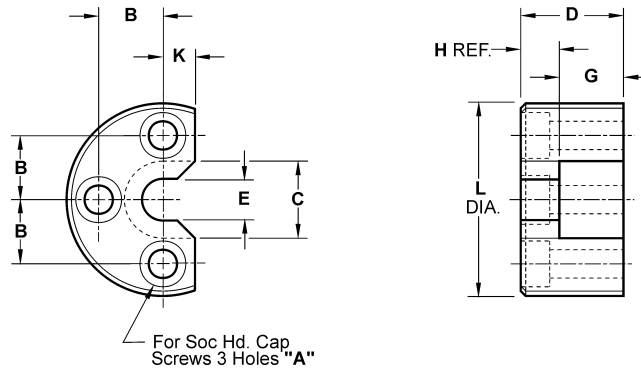 B
K
D
H REF.
G
B
B
E
C
L
DIA.
For Soc Hd. Cap
Screws 3 Holes "A"